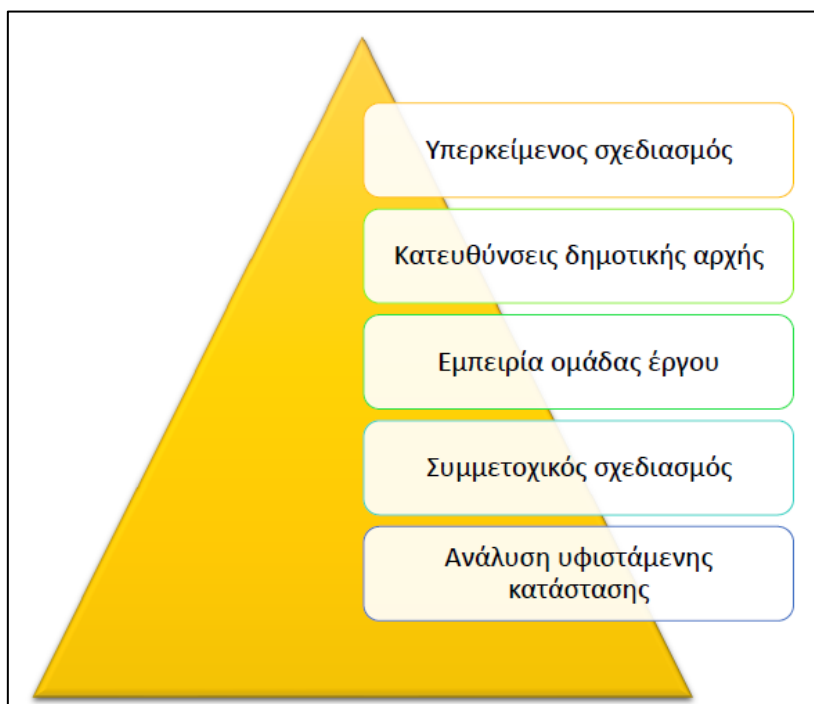 Υπερκείμενος σχεδιασμός
Κατευθύνσεις δημοτικής αρχής
Εμπειρία ομάδας έργου
Συμμετοχικός σχεδιασμός
Ανάλυση υφιστάμενης
κατάστασης